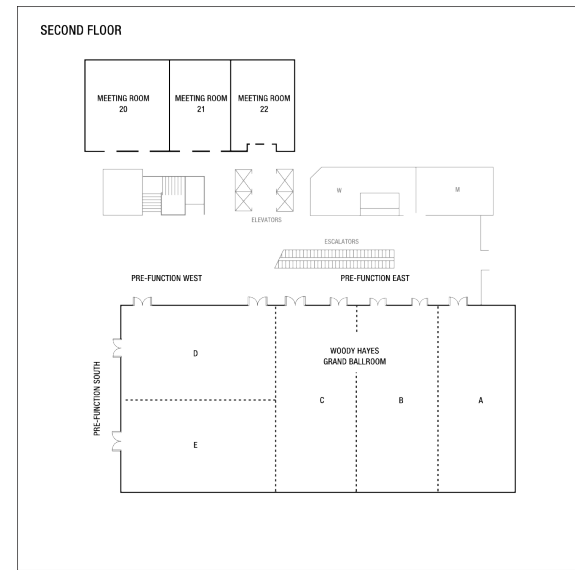 SECOND FLOOR
MEETING ROOM
20
MEETING ROOM
21
MEETING ROOM
22
W
M
ELEVATORS
ESCALATORS
PRE-FUNCTION WEST
PRE-FUNCTION EAST
PRE-FUNCTION SOUTH
WOODY HAYES
GRAND BALLROOM
D
C
B
A
E